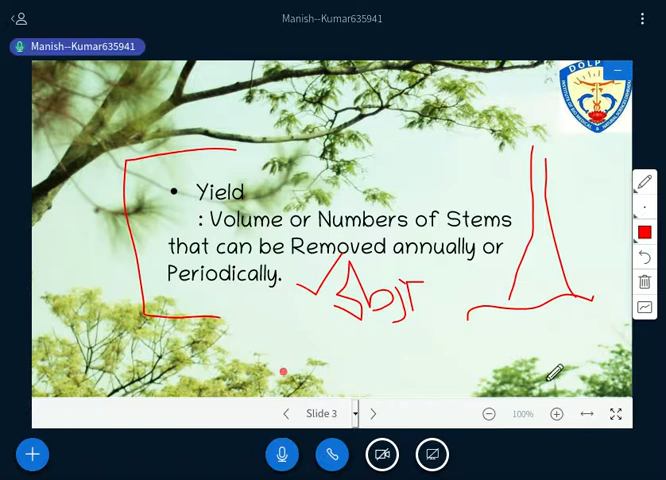 Manish--Kumar635941
Manish--Kumar635941
DOLP
• Yield
: Volume or Numbers of Stems
that can be Removed annually or
Periodically.
Slide 3
100%